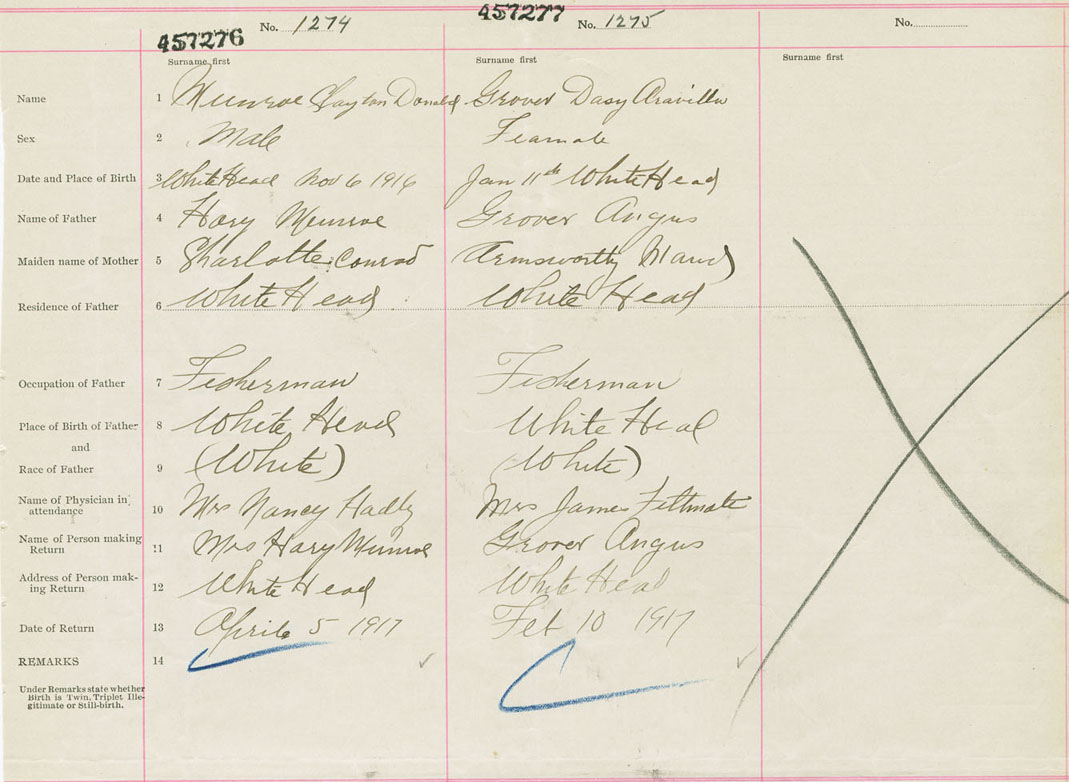 457276 No. 1274 457277 No. 1275 No.
Surname first Surname first Surname first
Name 1 Munroe Clayton Donald Grover Dasy Aravilla
Sex 2 Male Feamale
Date and Place of Birth 3 White Head Nov 6 1916 Jan 11th White Head
Name of Father 4 Hary Munroe Grover Angus
Maiden name of Mother 5 Sharlotte Conrad Armsworthy Maud
Residence of Father 6 White Head White Head
Occupation of Father 7 Fisherman Fisherman
Place of Birth of Father 8 White Head White Head
and
Race of Father 9 (White) (White)
Name of Physician in
attendance 10 Mrs Nancy Hadly Mrs James Feltmate
Name of Person making
Return 11 Mrs Hary Munroe Grover Angus
Address of Person mak-
ing Return 12 White Head White Head
Date of Return 13 Aprile 5 1917 Feb 10 1917
REMARKS 14
Under Remarks state whether
Birth is Twin, Triplet Ille-
gitimate or Still-birth.